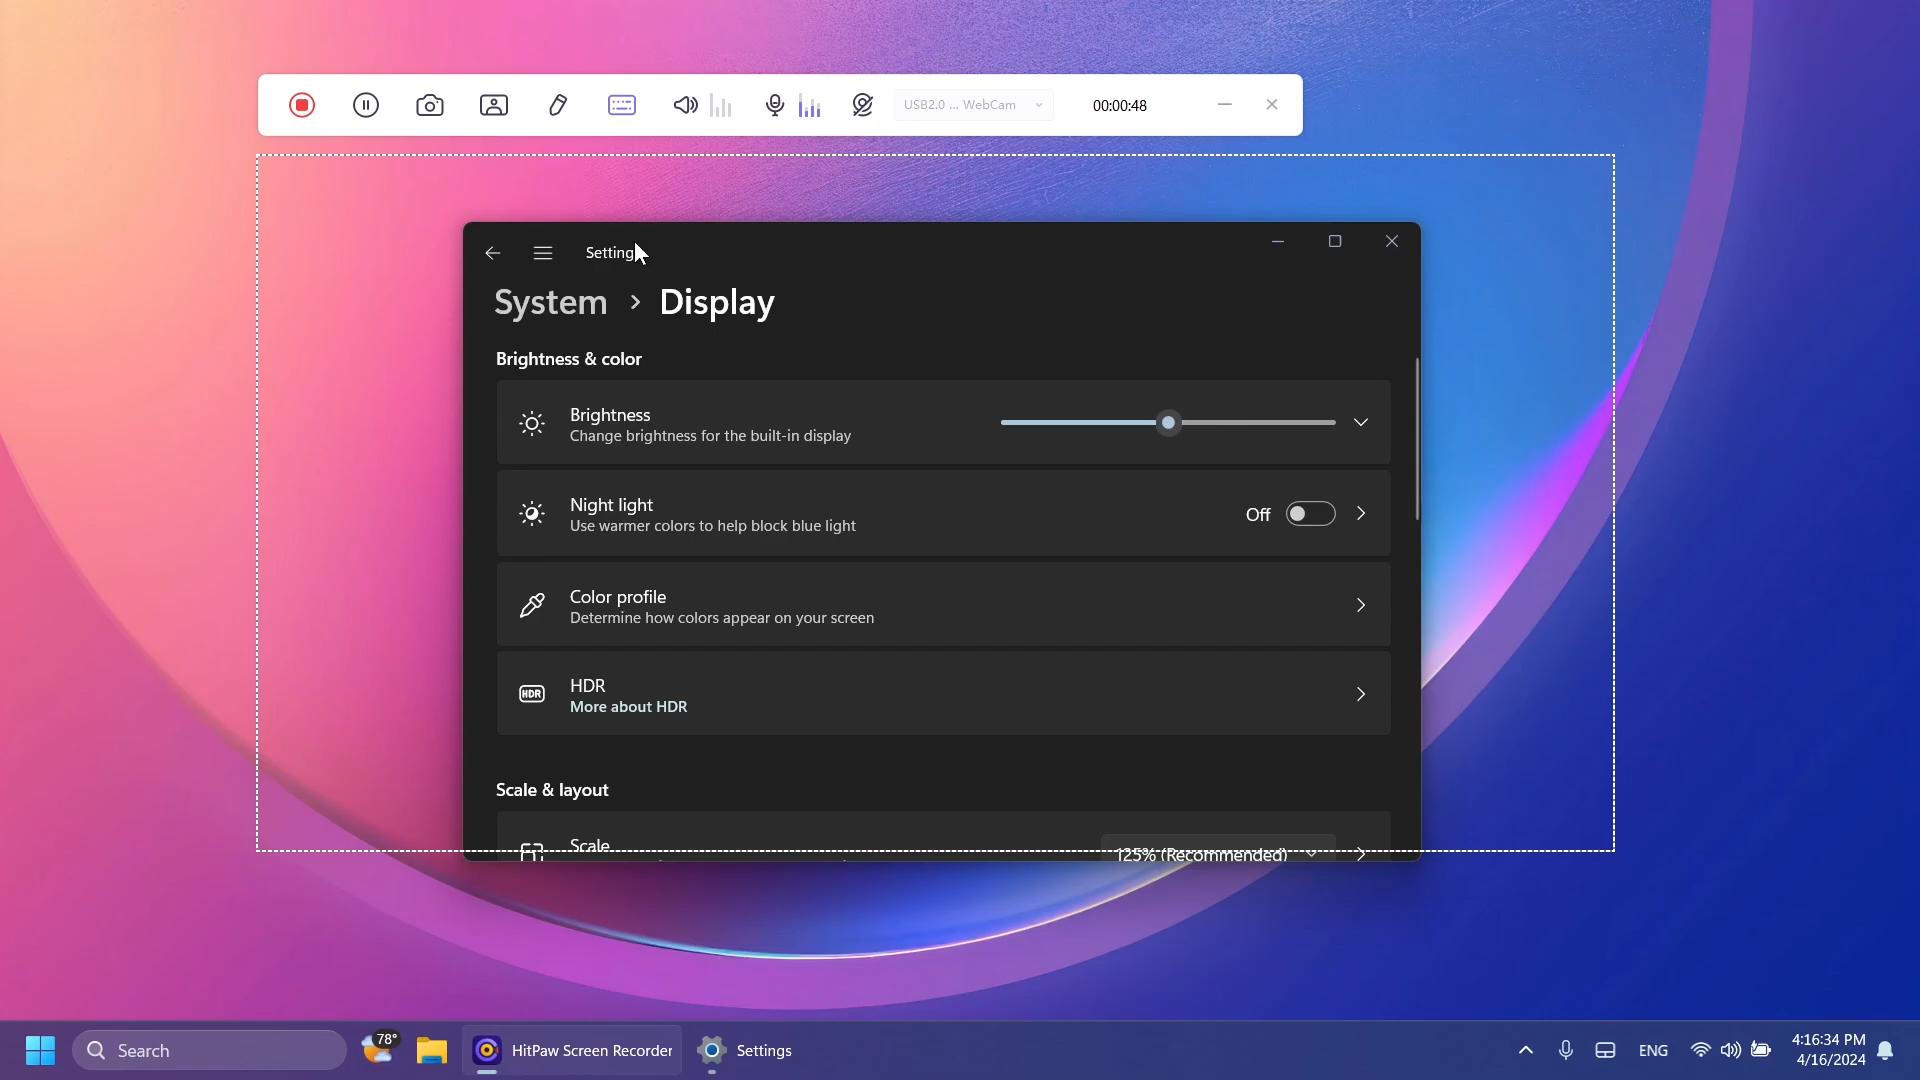 USB2.0 ... WebCam
00:00:48
Setting
System > Display
Brightness & color
Brightness
Change brightness for the built-in display
Night light
Use warmer colors to help block blue light
Off
Color profile
Determine how colors appear on your screen
HDR
HDR
More about HDR
Scale & layout
Scale
125% (Recommended)
78°
Search
HitPaw Screen Recorder
Settings
ENG
4:16:34 PM
4/16/2024